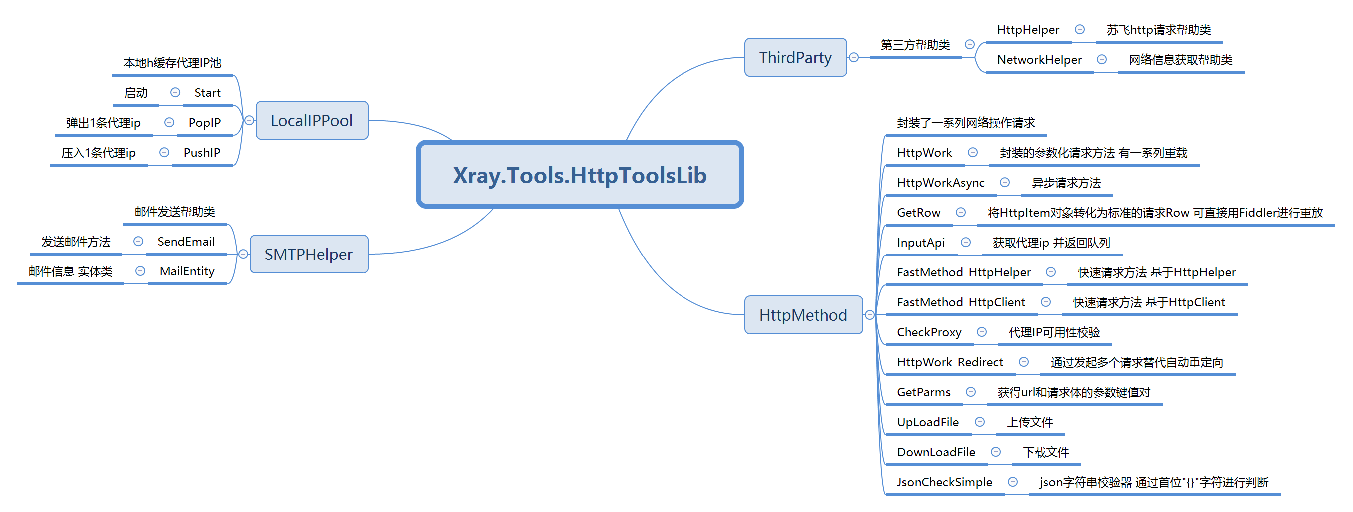 Xray.Tools.HttpToolsLib
ThirdParty
第三方帮助类
HttpHelper 苏飞http请求帮助类
NetworkHelper 网络信息获取帮助类
HttpMethod
封装了一系列网络操作请求
HttpWork 封装的参数化请求方法 有一系列重载
HttpWorkAsync 异步请求方法
GetRow 将HttpItem对象转化为标准的请求Row 可直接用Fiddler进行重放
InputApi 获取代理ip 并返回队列
FastMethod HttpHelper 快速请求方法 基于HttpHelper
FastMethod HttpClient 快速请求方法 基于HttpClient
CheckProxy 代理IP可用性校验
HttpWork Redirect 通过发起多个请求替代自动重定向
GetParms 获得url和请求体的参数键值对
UpLoadFile 上传文件
DownLoadFile 下载文件
JsonCheckSimple json字符串校验器 通过首位"{}"字符进行判断
LocalIPPool
本地h缓存代理IP池
启动 Start
弹出1条代理ip PopIP
压入1条代理ip PushIP
SMTPHelper
邮件发送帮助类
发送邮件方法 SendEmail
邮件信息 实体类 MailEntity